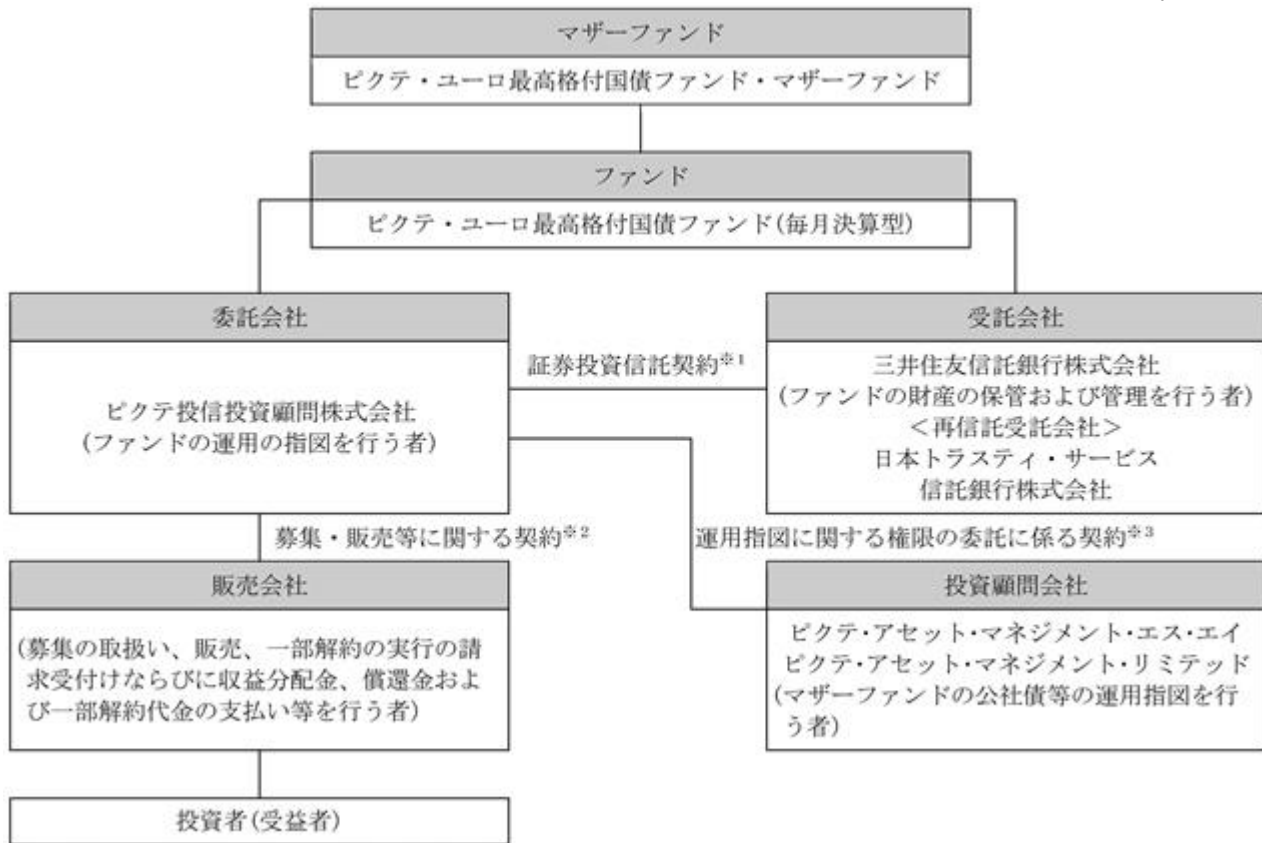 マザーファンド
ピクテ・ユーロ最高格付国債ファンド・マザーファンド
ファンド
ピクテ・ユーロ最高格付国債ファンド(毎月決算型)
委託会社
ピクテ投信投資顧問株式会社
(ファンドの運用の指図を行う者)
証券投資信託契約※1
受託会社
三井住友信託銀行株式会社
(ファンドの財産の保管および管理を行う者)
<再信託受託会社>
日本トラスティ・サービス
信託銀行株式会社
募集・販売等に関する契約※2
運用指図に関する権限の委託に係る契約※3
販売会社
(募集の取扱い、販売、一部解約の実行の請
求受付けならびに収益分配金、償還金およ
び一部解約代金の支払い等を行う者)
投資顧問会社
ピクテ・アセット・マネジメント・エス・エイ
ピクテ・アセット・マネジメント・リミテッド
(マザーファンドの公社債等の運用指図を行
う者)
投資者(受益者)